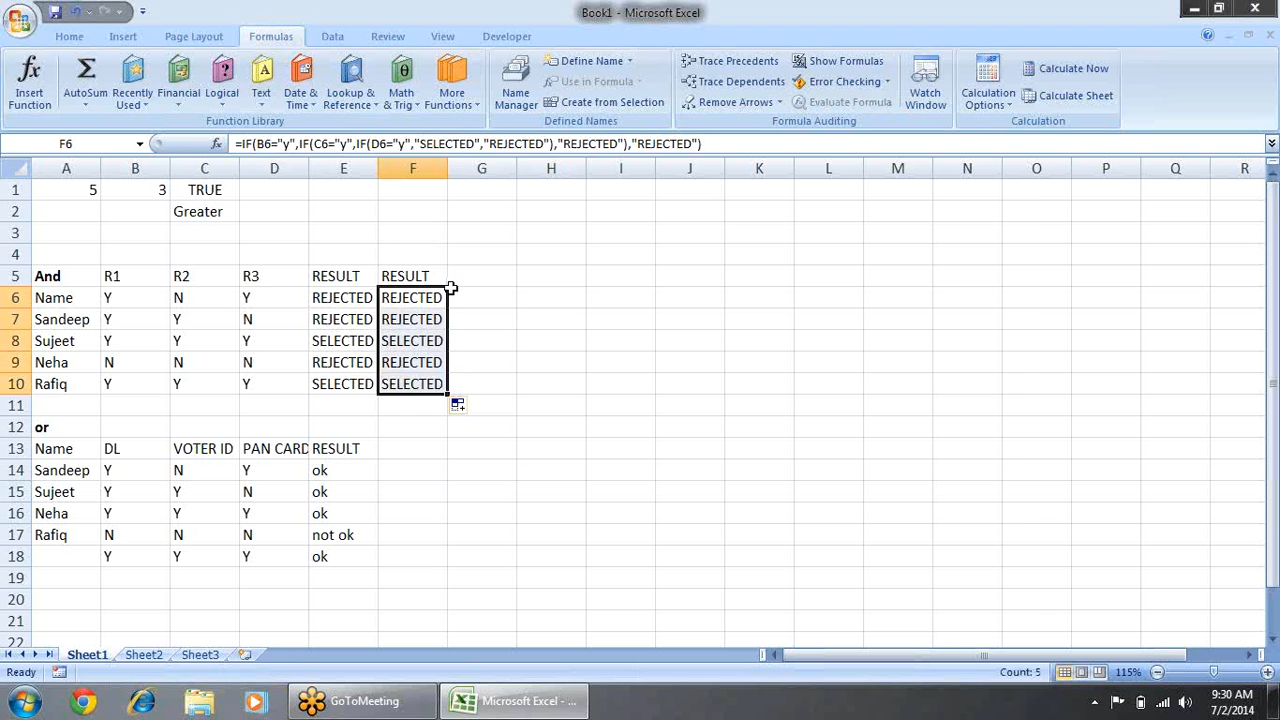 Book1 - Microsoft Excel
Home Insert Page Layout Formulas Data Review View Developer
Insert Function
AutoSum
Recently Used
Financial
Logical
Text
Date & Time
Lookup & Reference
Math & Trig
More Functions
Function Library
Name Manager
Define Name
Use in Formula
Create from Selection
Defined Names
Trace Precedents
Trace Dependents
Remove Arrows
Show Formulas
Error Checking
Evaluate Formula
Formula Auditing
Watch Window
Calculation Options
Calculate Now
Calculate Sheet
Calculation
F6 fx =IF(B6="y",IF(C6="y",IF(D6="y","SELECTED","REJECTED"),"REJECTED"),"REJECTED")
A B C D E F G H I J K L M N O P Q R
1 5 3 TRUE
2 Greater
3
4
5 And R1 R2 R3 RESULT RESULT
6 Name Y N Y REJECTED REJECTED
7 Sandeep Y Y N REJECTED REJECTED
8 Sujeet Y Y Y SELECTED SELECTED
9 Neha N N N REJECTED REJECTED
10 Rafiq Y Y Y SELECTED SELECTED
11
12 or
13 Name DL VOTER ID PAN CARD RESULT
14 Sandeep Y N Y ok
15 Sujeet Y Y N ok
16 Neha Y Y Y ok
17 Rafiq N N N not ok
18 Y Y Y ok
19
20
21
22
Sheet1 Sheet2 Sheet3
Ready Count: 5 115%
GoToMeeting
Microsoft Excel - ...
9:30 AM
7/2/2014